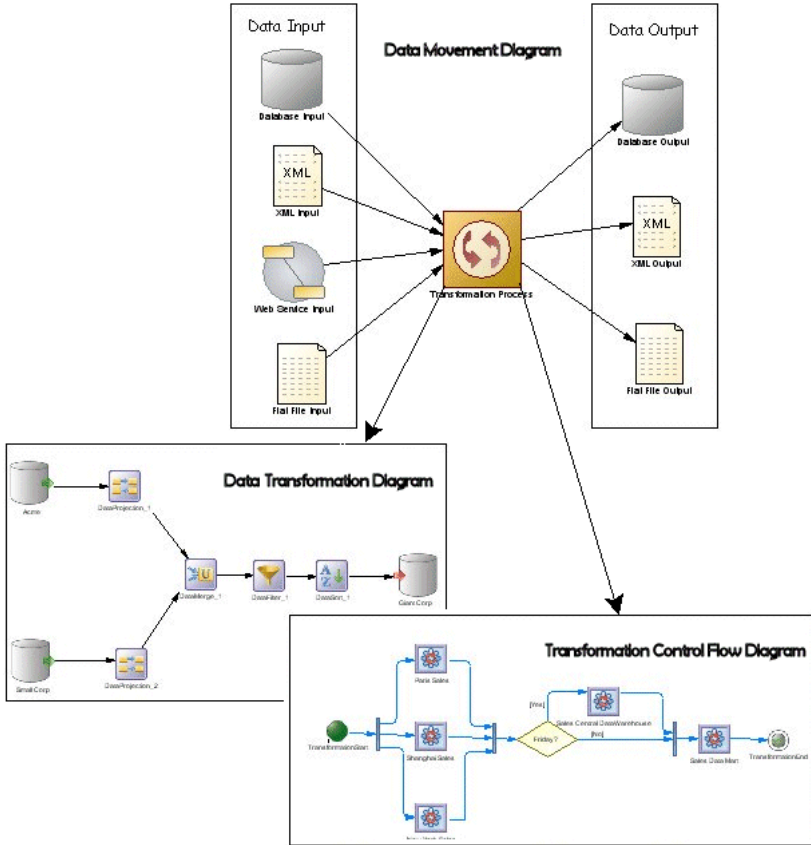 Data Input
Data Movement Diagram
Data Output
Database Input
XML
XML Input
Web Service Input
Flat File Input
Transformation Process
Database Output
XML
XML Output
Flat File Output
Data Transformation Diagram
Acme
DataProjection_1
DataMerge_1
U
DataFilter_1
A
Z
DataSort_1
GiantCorp
SmallCorp
DataProjection_2
Transformation Control Flow Diagram
Paris Sales
[Yes]
Sales Central DataWarehouse
TransformationStart
Shanghai Sales
Friday?
[No]
Sales Data Mart
TransformationEnd